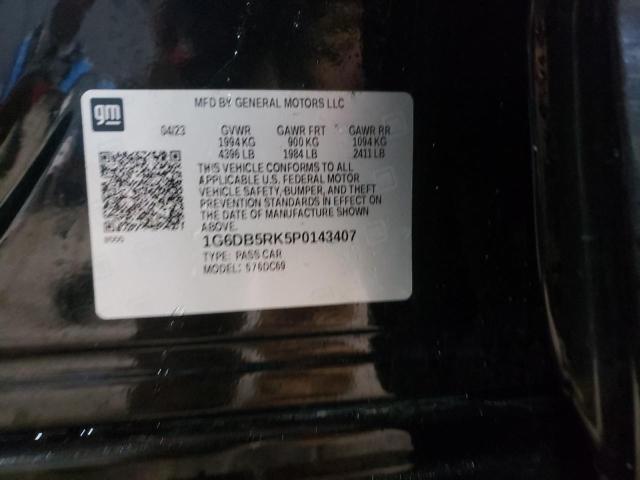 gm
MFD BY GENERAL MOTORS LLC
04/23 GVWR GAWR FRT GAWR RR
1994 KG 900 KG 1094 KG
4396 LB 1984 LB 2411 LB
THIS VEHICLE CONFORMS TO ALL
APPLICABLE U.S. FEDERAL MOTOR
VEHICLE SAFETY, BUMPER, AND THEFT
PREVENTION STANDARDS IN EFFECT ON
THE DATE OF MANUFACTURE SHOWN
ABOVE.
1G6DB5RK5P0143407
TYPE: PASS CAR
MODEL: 676DC69